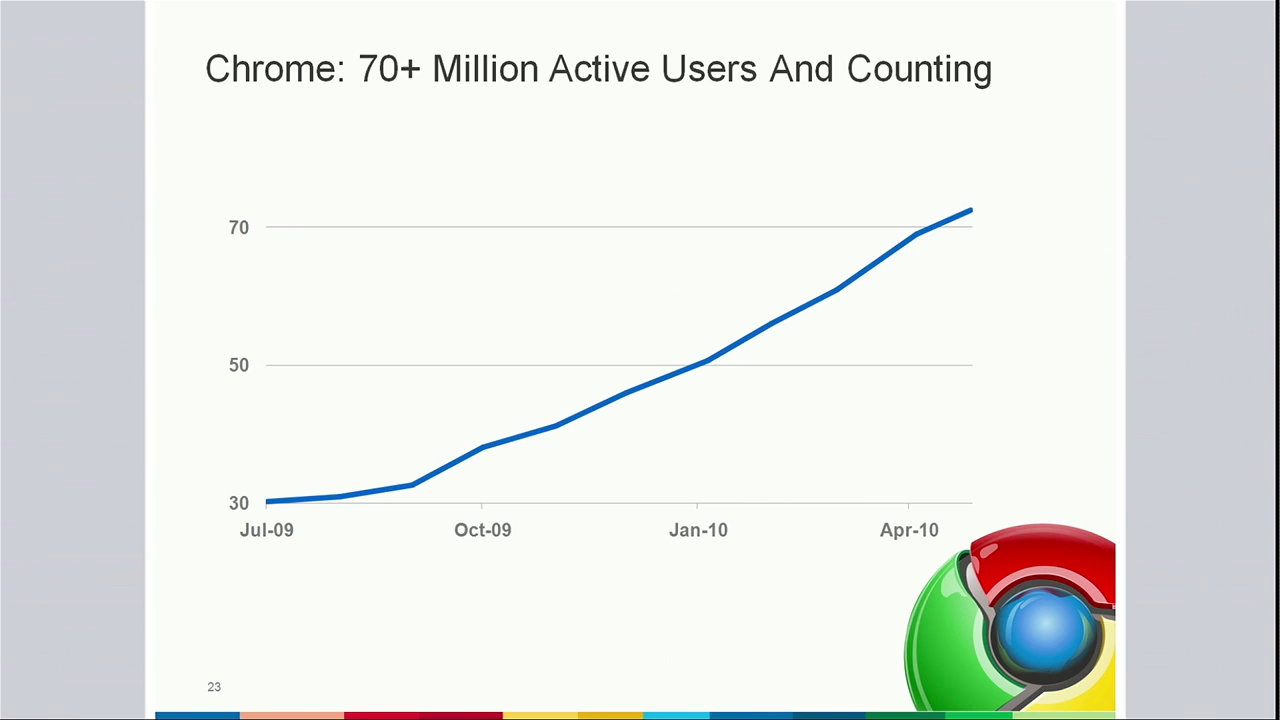 Chrome: 70+ Million Active Users And Counting
70
50
30
Jul-09 Oct-09 Jan-10 Apr-10
23